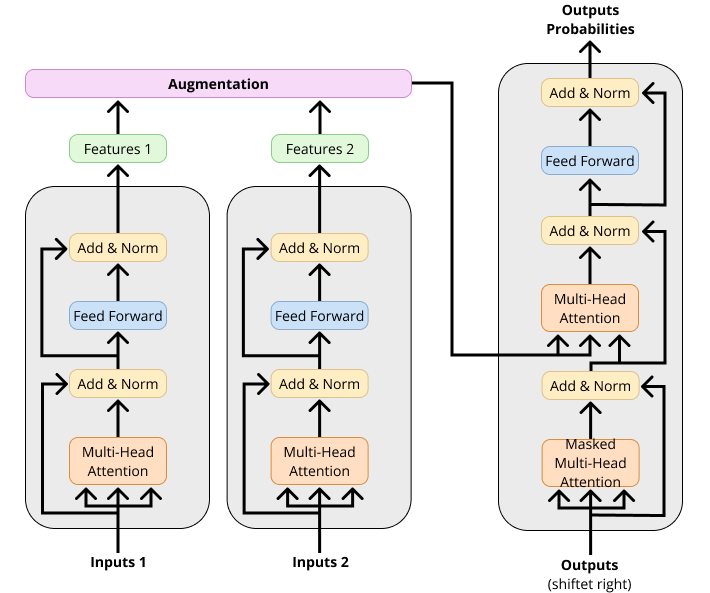 Outputs
Probabilities
Augmentation
Add & Norm
Features 1
Features 2
Feed Forward
Add & Norm
Add & Norm
Add & Norm
Feed Forward
Feed Forward
Multi-Head
Attention
Add & Norm
Add & Norm
Add & Norm
Multi-Head
Attention
Multi-Head
Attention
Masked
Multi-Head
Attention
Inputs 1
Inputs 2
Outputs
(shiftet right)